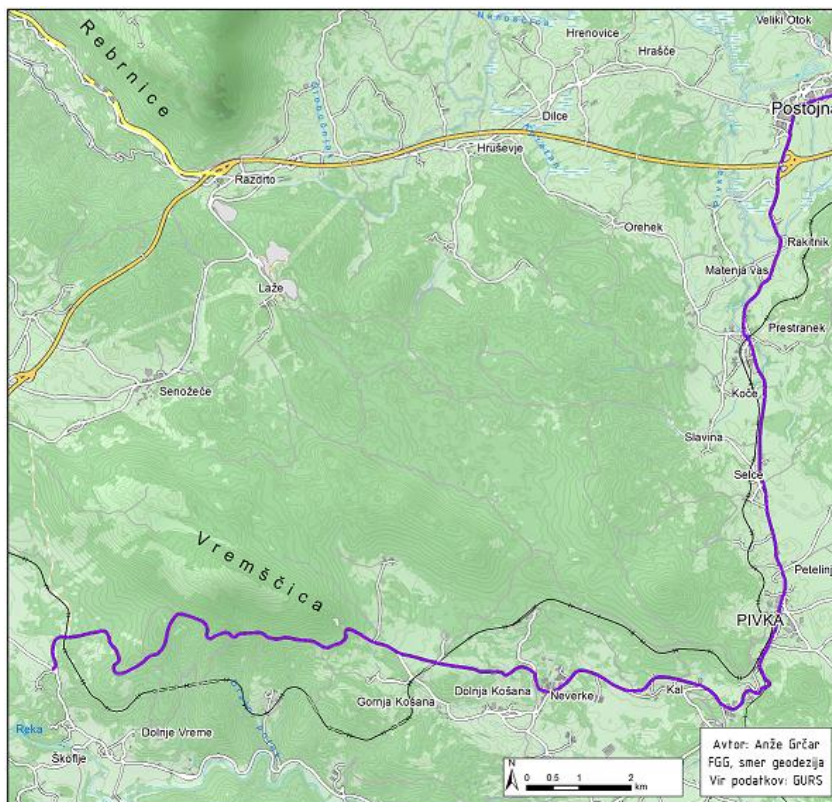 Veliki Otok
Nanoščica
Hrenovice
Hrašče
Rebrnice
Postojna
Dilce
Hruševje
Razdrto
Orehek
Rakitnik
Matenja vas
Laže
Prestranek
Senožeče
Koče
Slavina
Selce
Vremščica
Petelinje
PIVKA
Dolnja Košana
Kal
Gornja Košana
Neverke
Reka
Dolnje Vreme
Škoflje
Avtor: Anže Grčar
FGG, smer geodezija
Vir podatkov: GURS
N
0 0.5 1 2
km